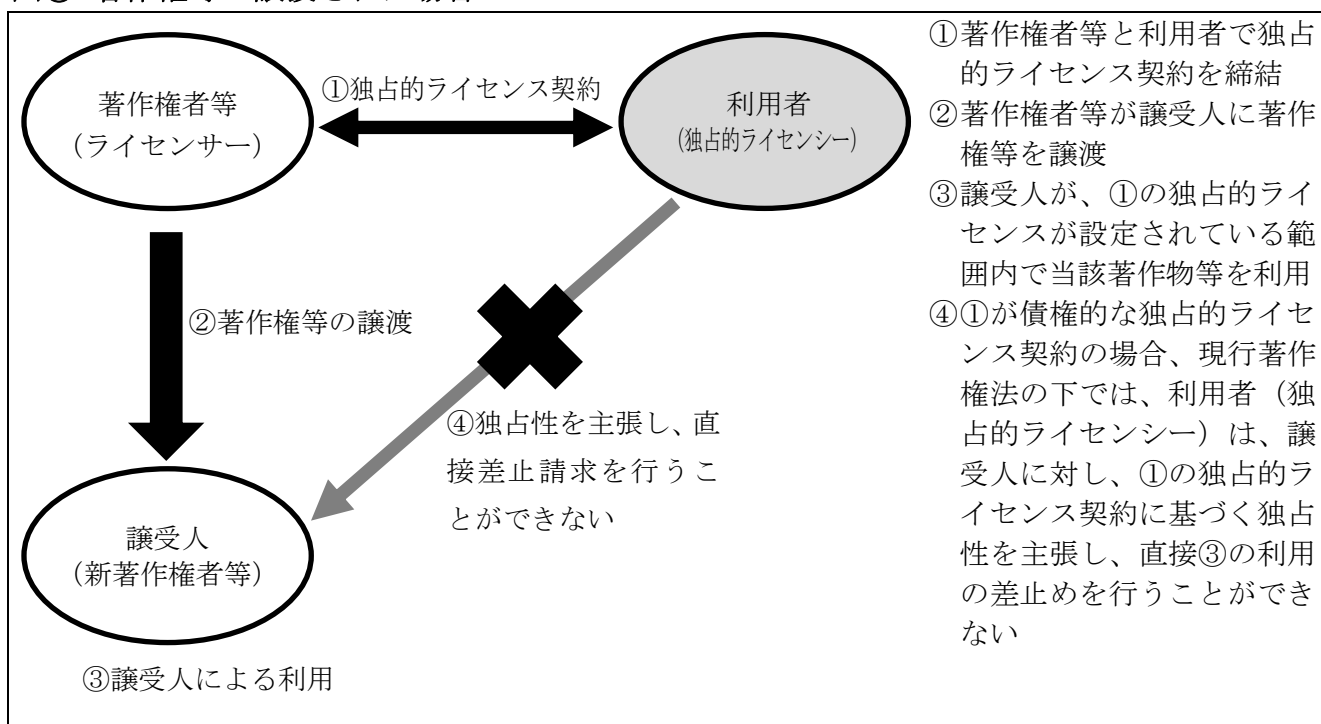 著作権者等
(ライセンサー)
①独占的ライセンス契約
利用者
(独占的ライセンシー)
②著作権等の譲渡
④独占性を主張し、直
接差止請求を行うこ
とができない
譲受人
(新著作権者等)
③譲受人による利用
①著作権者等と利用者で独占
的ライセンス契約を締結
②著作権者等が譲受人に著作
権等を譲渡
③譲受人が、①の独占的ライ
センスが設定されている範
囲内で当該著作物等を利用
④①が債権的な独占的ライセ
ンス契約の場合、現行著作
権法の下では、利用者（独
占的ライセンシー）は、譲
受人に対し、①の独占的ラ
イセンス契約に基づく独占
性を主張し、直接③の利用
の差止めを行うことができ
ない